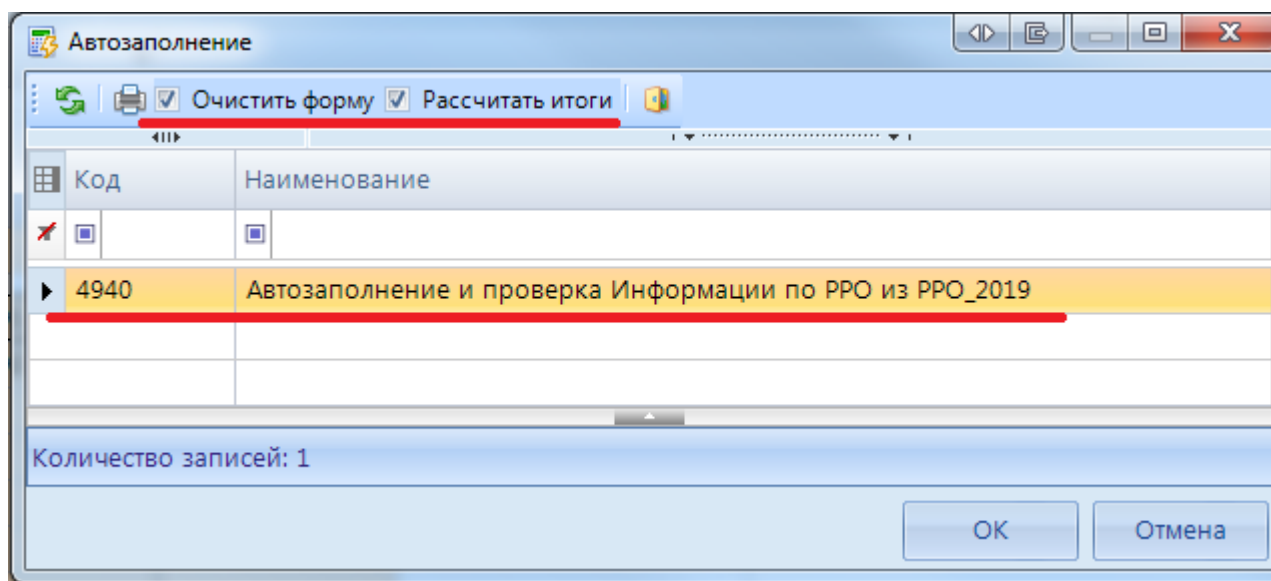 Автозаполнение
Очистить форму Рассчитать итоги
Код Наименование
4940 Автозаполнение и проверка Информации по РРО из РРО_2019
Количество записей: 1
ОК Отмена